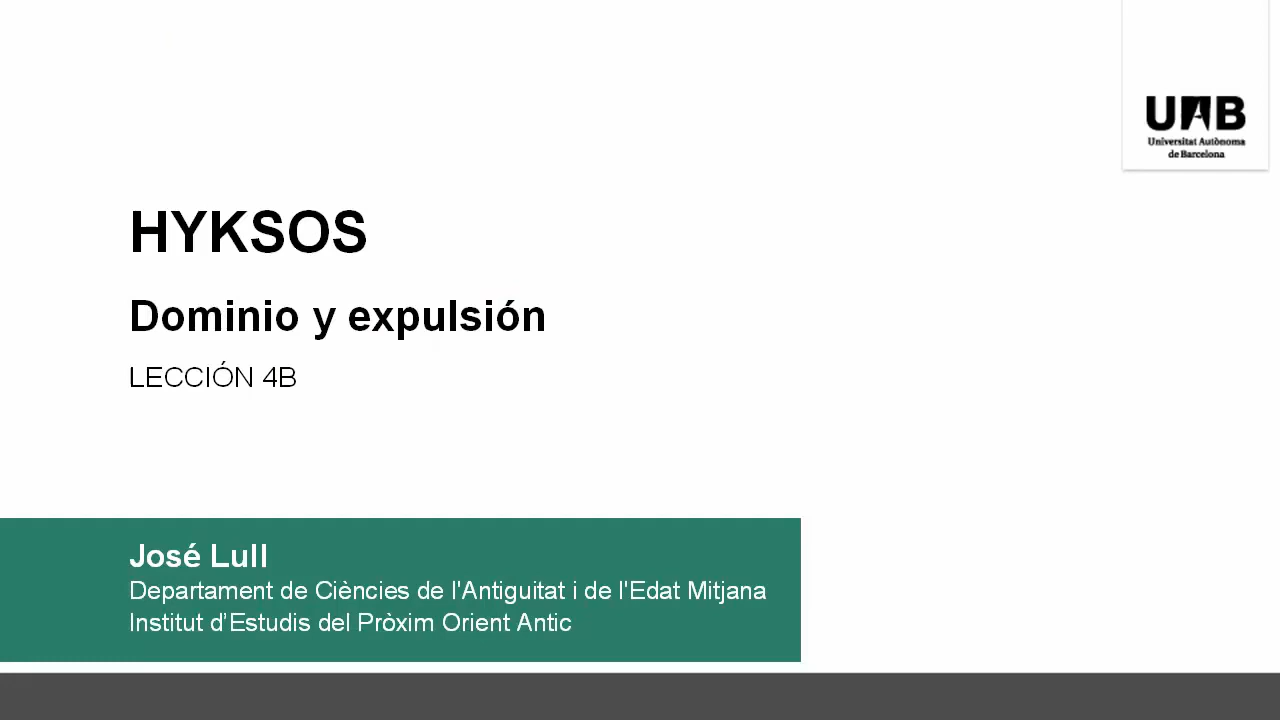 UAB
Universitat Autònoma
de Barcelona
HYKSOS
Dominio y expulsión
LECCIÓN 4B
José Lull
Departament de Ciències de l'Antiguitat i de l'Edat Mitjana
Institut d’Estudis del Pròxim Orient Antic